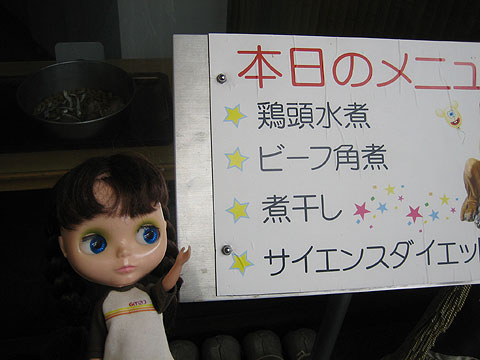 本日のメニュ
鶏頭水煮
ビーフ角煮
煮干し
サイエンスダイエッ